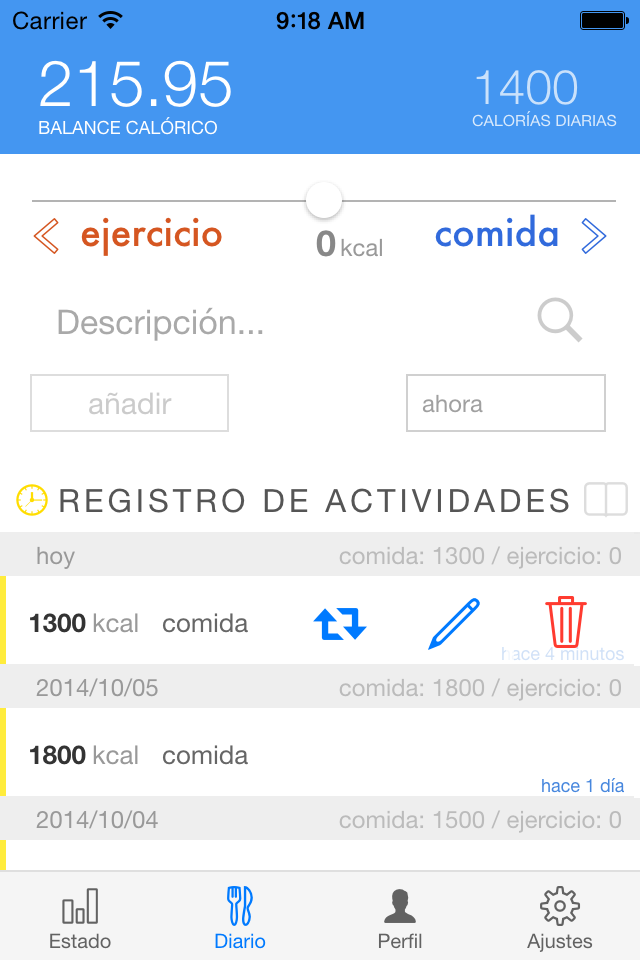 Carrier 9:18 AM
215.95 1400
BALANCE CALÓRICO CALORÍAS DIARIAS
ejercicio 0 kcal comida
Descripción...
añadir ahora
REGISTRO DE ACTIVIDADES
hoy comida: 1300 / ejercicio: 0
1300 kcal comida
hace 4 minutos
2014/10/05 comida: 1800 / ejercicio: 0
1800 kcal comida
hace 1 día
2014/10/04 comida: 1500 / ejercicio: 0
Estado Diario Perfil Ajustes